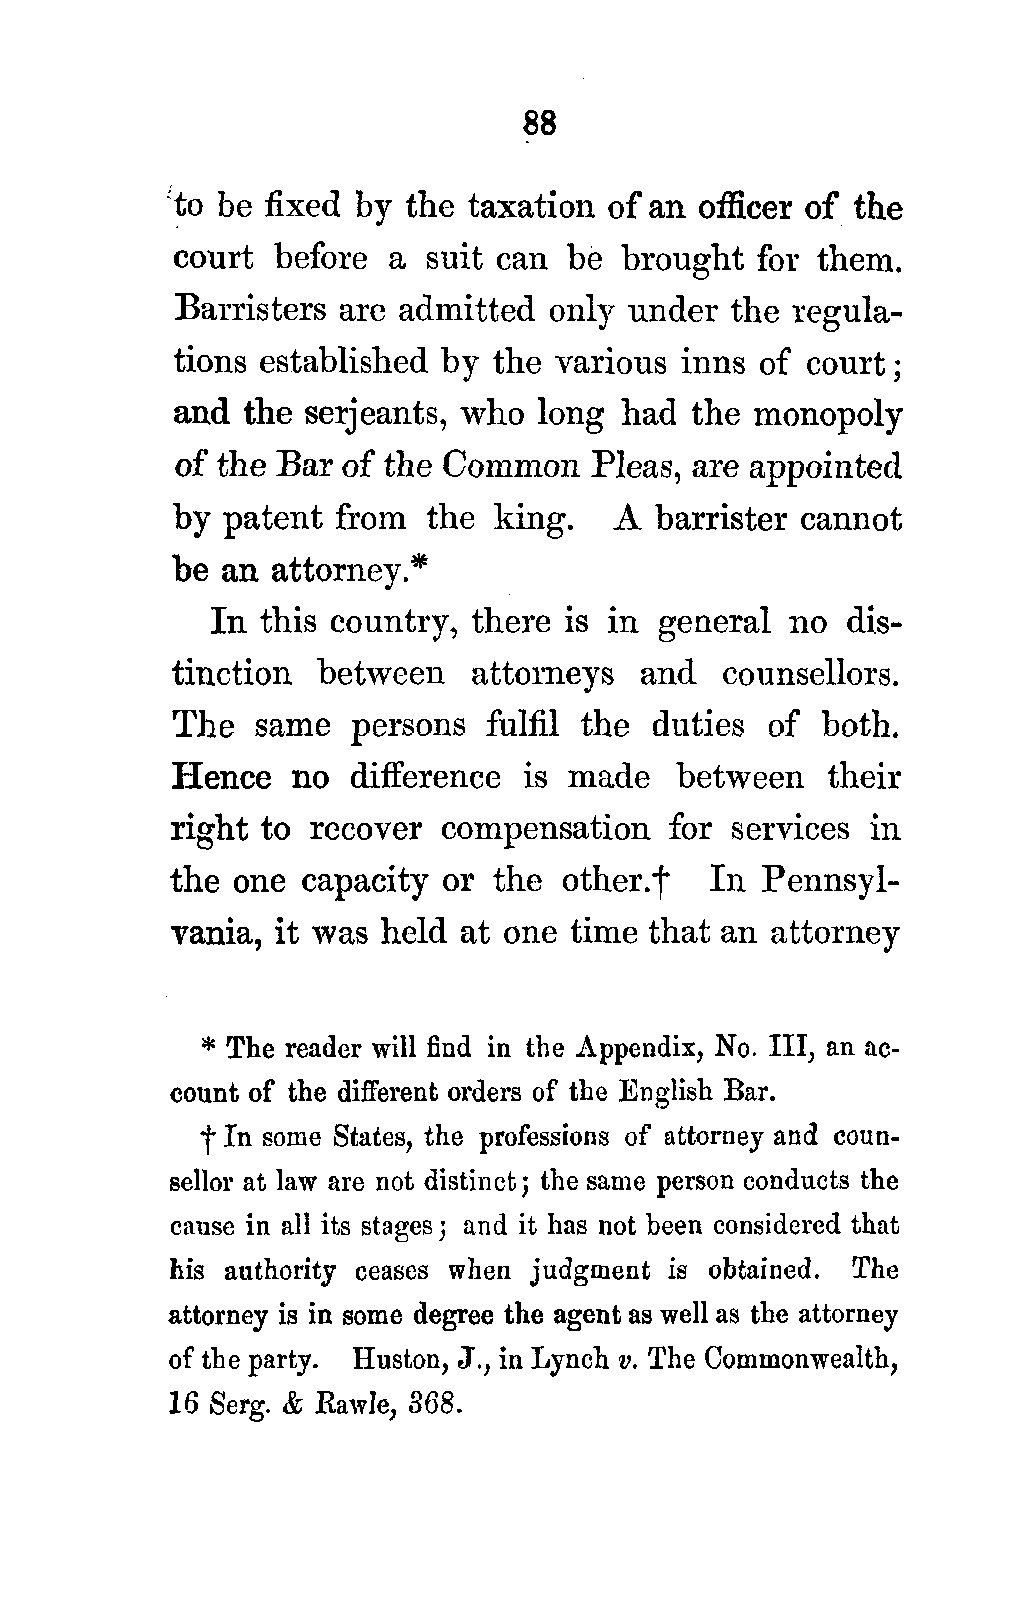 88
to be fixed by the taxation of an officer of the
court before a suit can be brought for them.
Barristers are admitted only under the regula-
tions established by the various inns of court;
and the serjeants, who long had the monopoly
of the Bar of the Common Pleas, are appointed
by patent from the king. A barrister cannot
be an attorney.*
In this country, there is in general no dis-
tinction between attorneys and counsellors.
The same persons fulfil the duties of both.
Hence no difference is made between their
right to recover compensation for services in
the one capacity or the other.† In Pennsyl-
vania, it was held at one time that an attorney
* The reader will find in the Appendix, No. III, an ac-
count of the different orders of the English Bar.
† In some States, the professions of attorney and coun-
sellor at law are not distinct; the same person conducts the
cause in all its stages; and it has not been considered that
his authority ceases when judgment is obtained. The
attorney is in some degree the agent as well as the attorney
of the party. Huston, J., in Lynch v. The Commonwealth,
16 Serg. & Rawle, 368.